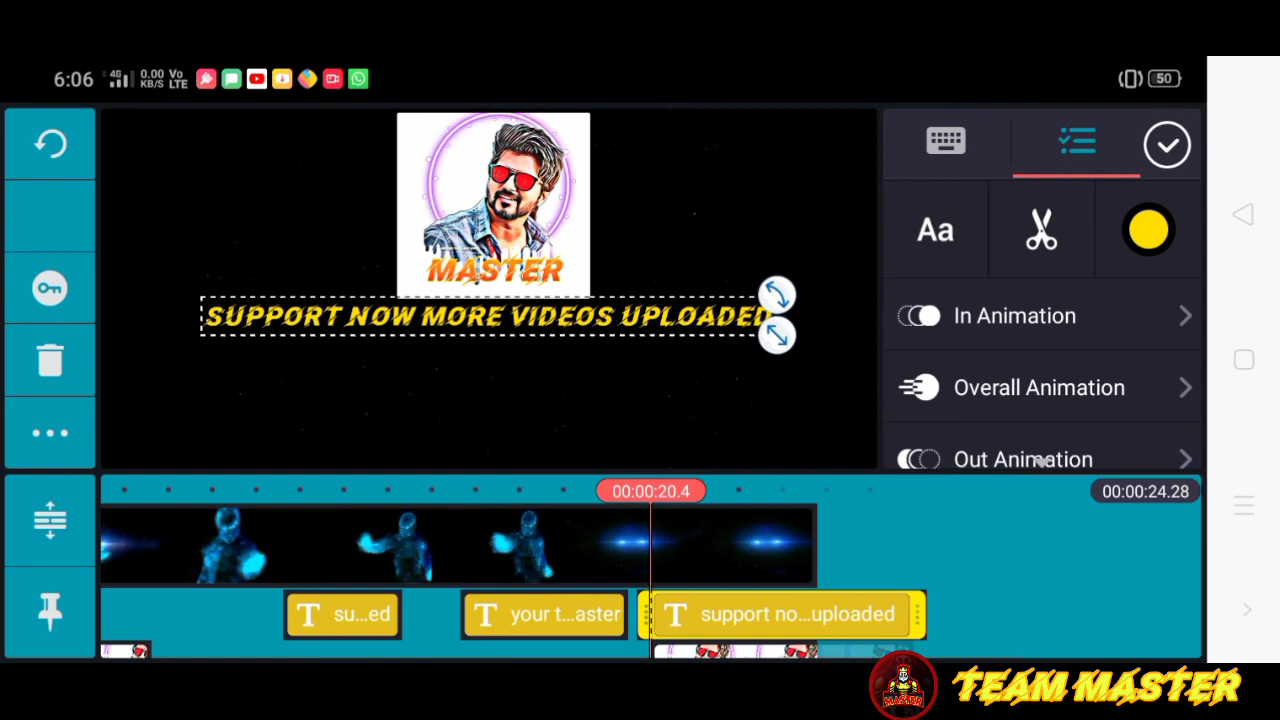 6:06 4G 0.00 KB/S Vo LTE 50
MASTER
SUPPORT NOW MORE VIDEOS UPLOADED
Aa
In Animation
Overall Animation
Out Animation
00:00:20.4
00:00:24.28
T su...ed
T your t...aster
T support no...uploaded
MASTER
TEAM MASTER